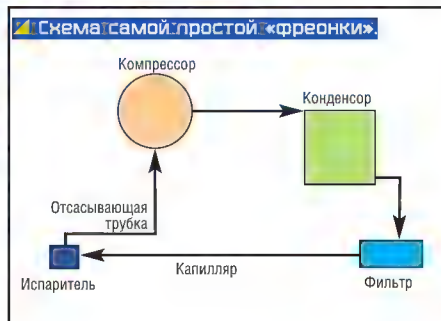 Схема самой простой «фреонки».
Компрессор
Конденсор
Отсасывающая
трубка
Испаритель
Капилляр
Фильтр